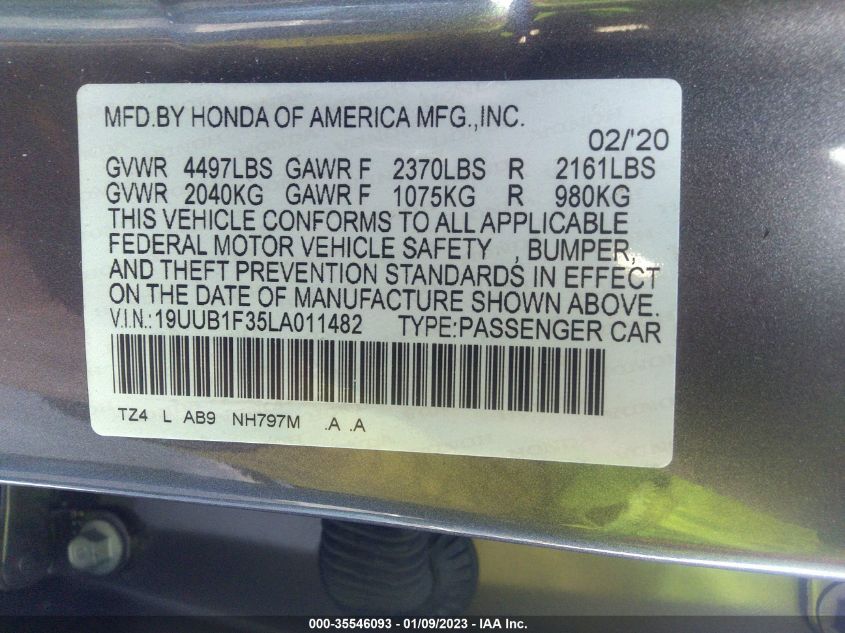 MFD.BY HONDA OF AMERICA MFG.,INC.
02/'20
GVWR 4497LBS GAWR F 2370LBS R 2161LBS
GVWR 2040KG GAWR F 1075KG R 980KG
THIS VEHICLE CONFORMS TO ALL APPLICABLE
FEDERAL MOTOR VEHICLE SAFETY , BUMPER,
AND THEFT PREVENTION STANDARDS IN EFFECT
ON THE DATE OF MANUFACTURE SHOWN ABOVE.
V.I.N.:19UUB1F35LA011482 TYPE:PASSENGER CAR
TZ4 L AB9 NH797M .A .A
000-35546093 - 01/09/2023 - IAA Inc.